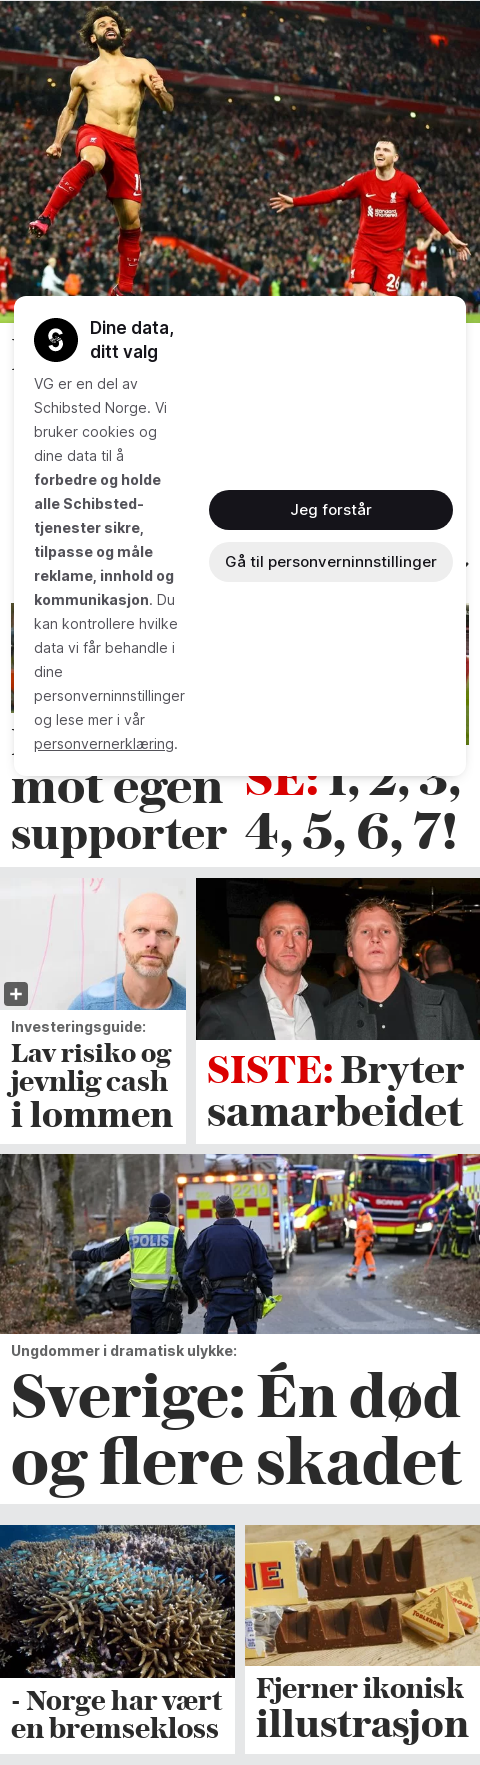 Dine data,
ditt valg
VG er en del av
Schibsted Norge. Vi
bruker cookies og
dine data til å
forbedre og holde
alle Schibsted-
tjenester sikre,
tilpasse og måle
reklame, innhold og
kommunikasjon. Du
kan kontrollere hvilke
data vi får behandle i
dine
personverninnstillinger
og lese mer i vår
personvernerklæring.
Jeg forstår
Gå til personverninnstillinger
mot egen
supporter
SE: 1, 2, 3,
4, 5, 6, 7!
Investeringsguide:
Lav risiko og
jevnlig cash
i lommen
SISTE: Bryter
samarbeidet
POLIS
2210
SCANIA
Ungdommer i dramatisk ulykke:
Sverige: Én død
og flere skadet
- Norge har vært
en bremsekloss
NE
TOBLERONE
Fjerner ikonisk
illustrasjon